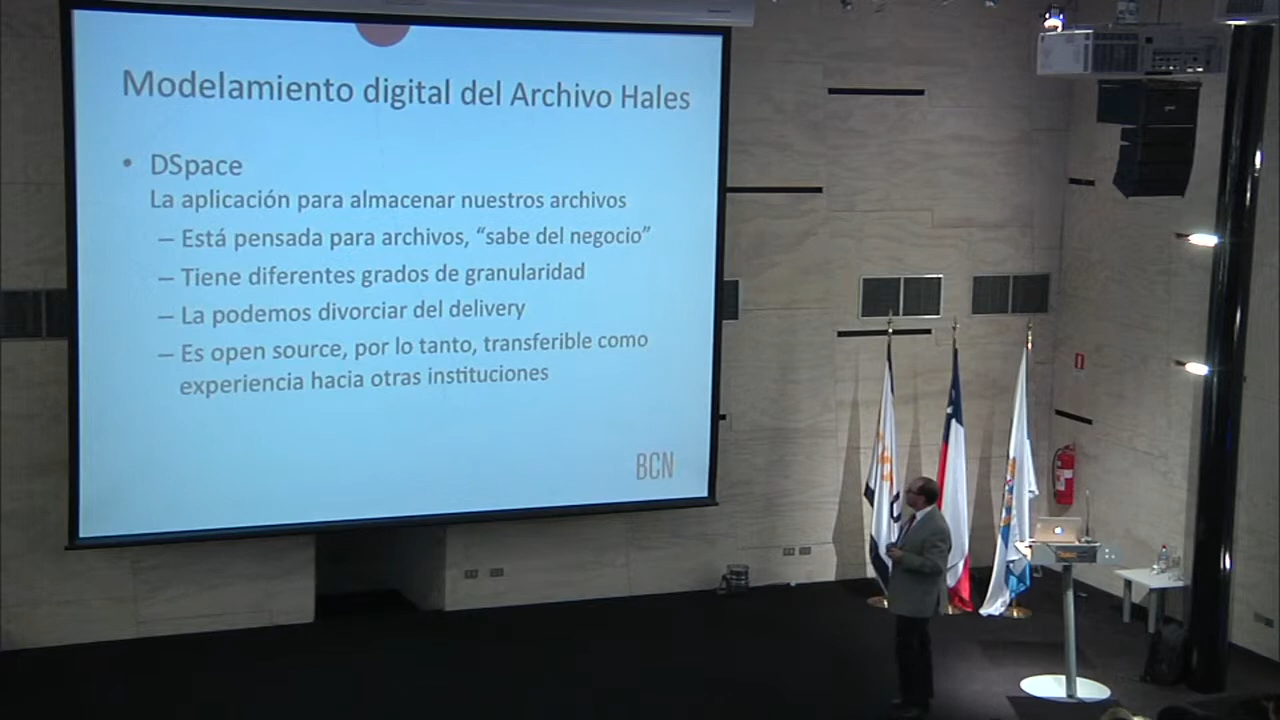 Modelamiento digital del Archivo Hales
• DSpace
La aplicación para almacenar nuestros archivos
– Está pensada para archivos, “sabe del negocio”
– Tiene diferentes grados de granularidad
– La podemos divorciar del delivery
– Es open source, por lo tanto, transferible como
experiencia hacia otras instituciones
BCN